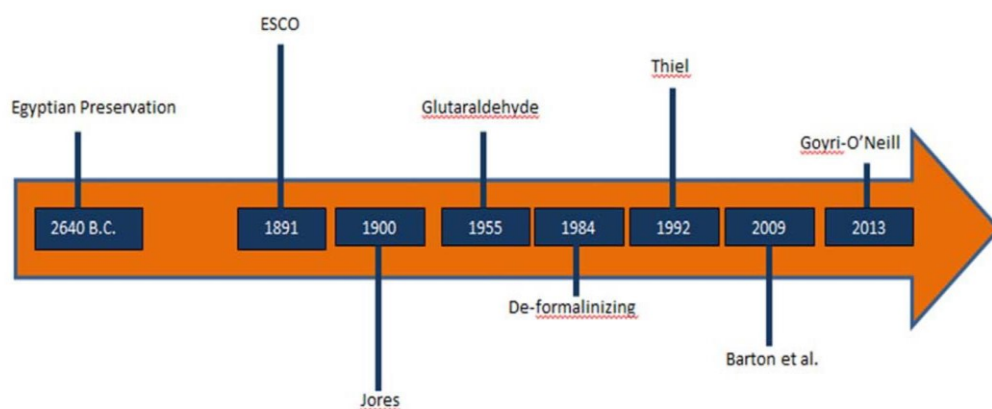 ESCO
Thiel
Egyptian Preservation
Glutaraldehyde
Goyri-O'Neill
2640 B.C.
1891
1900
1955
1984
1992
2009
2013
De-formalinizing
Barton et al.
Jores